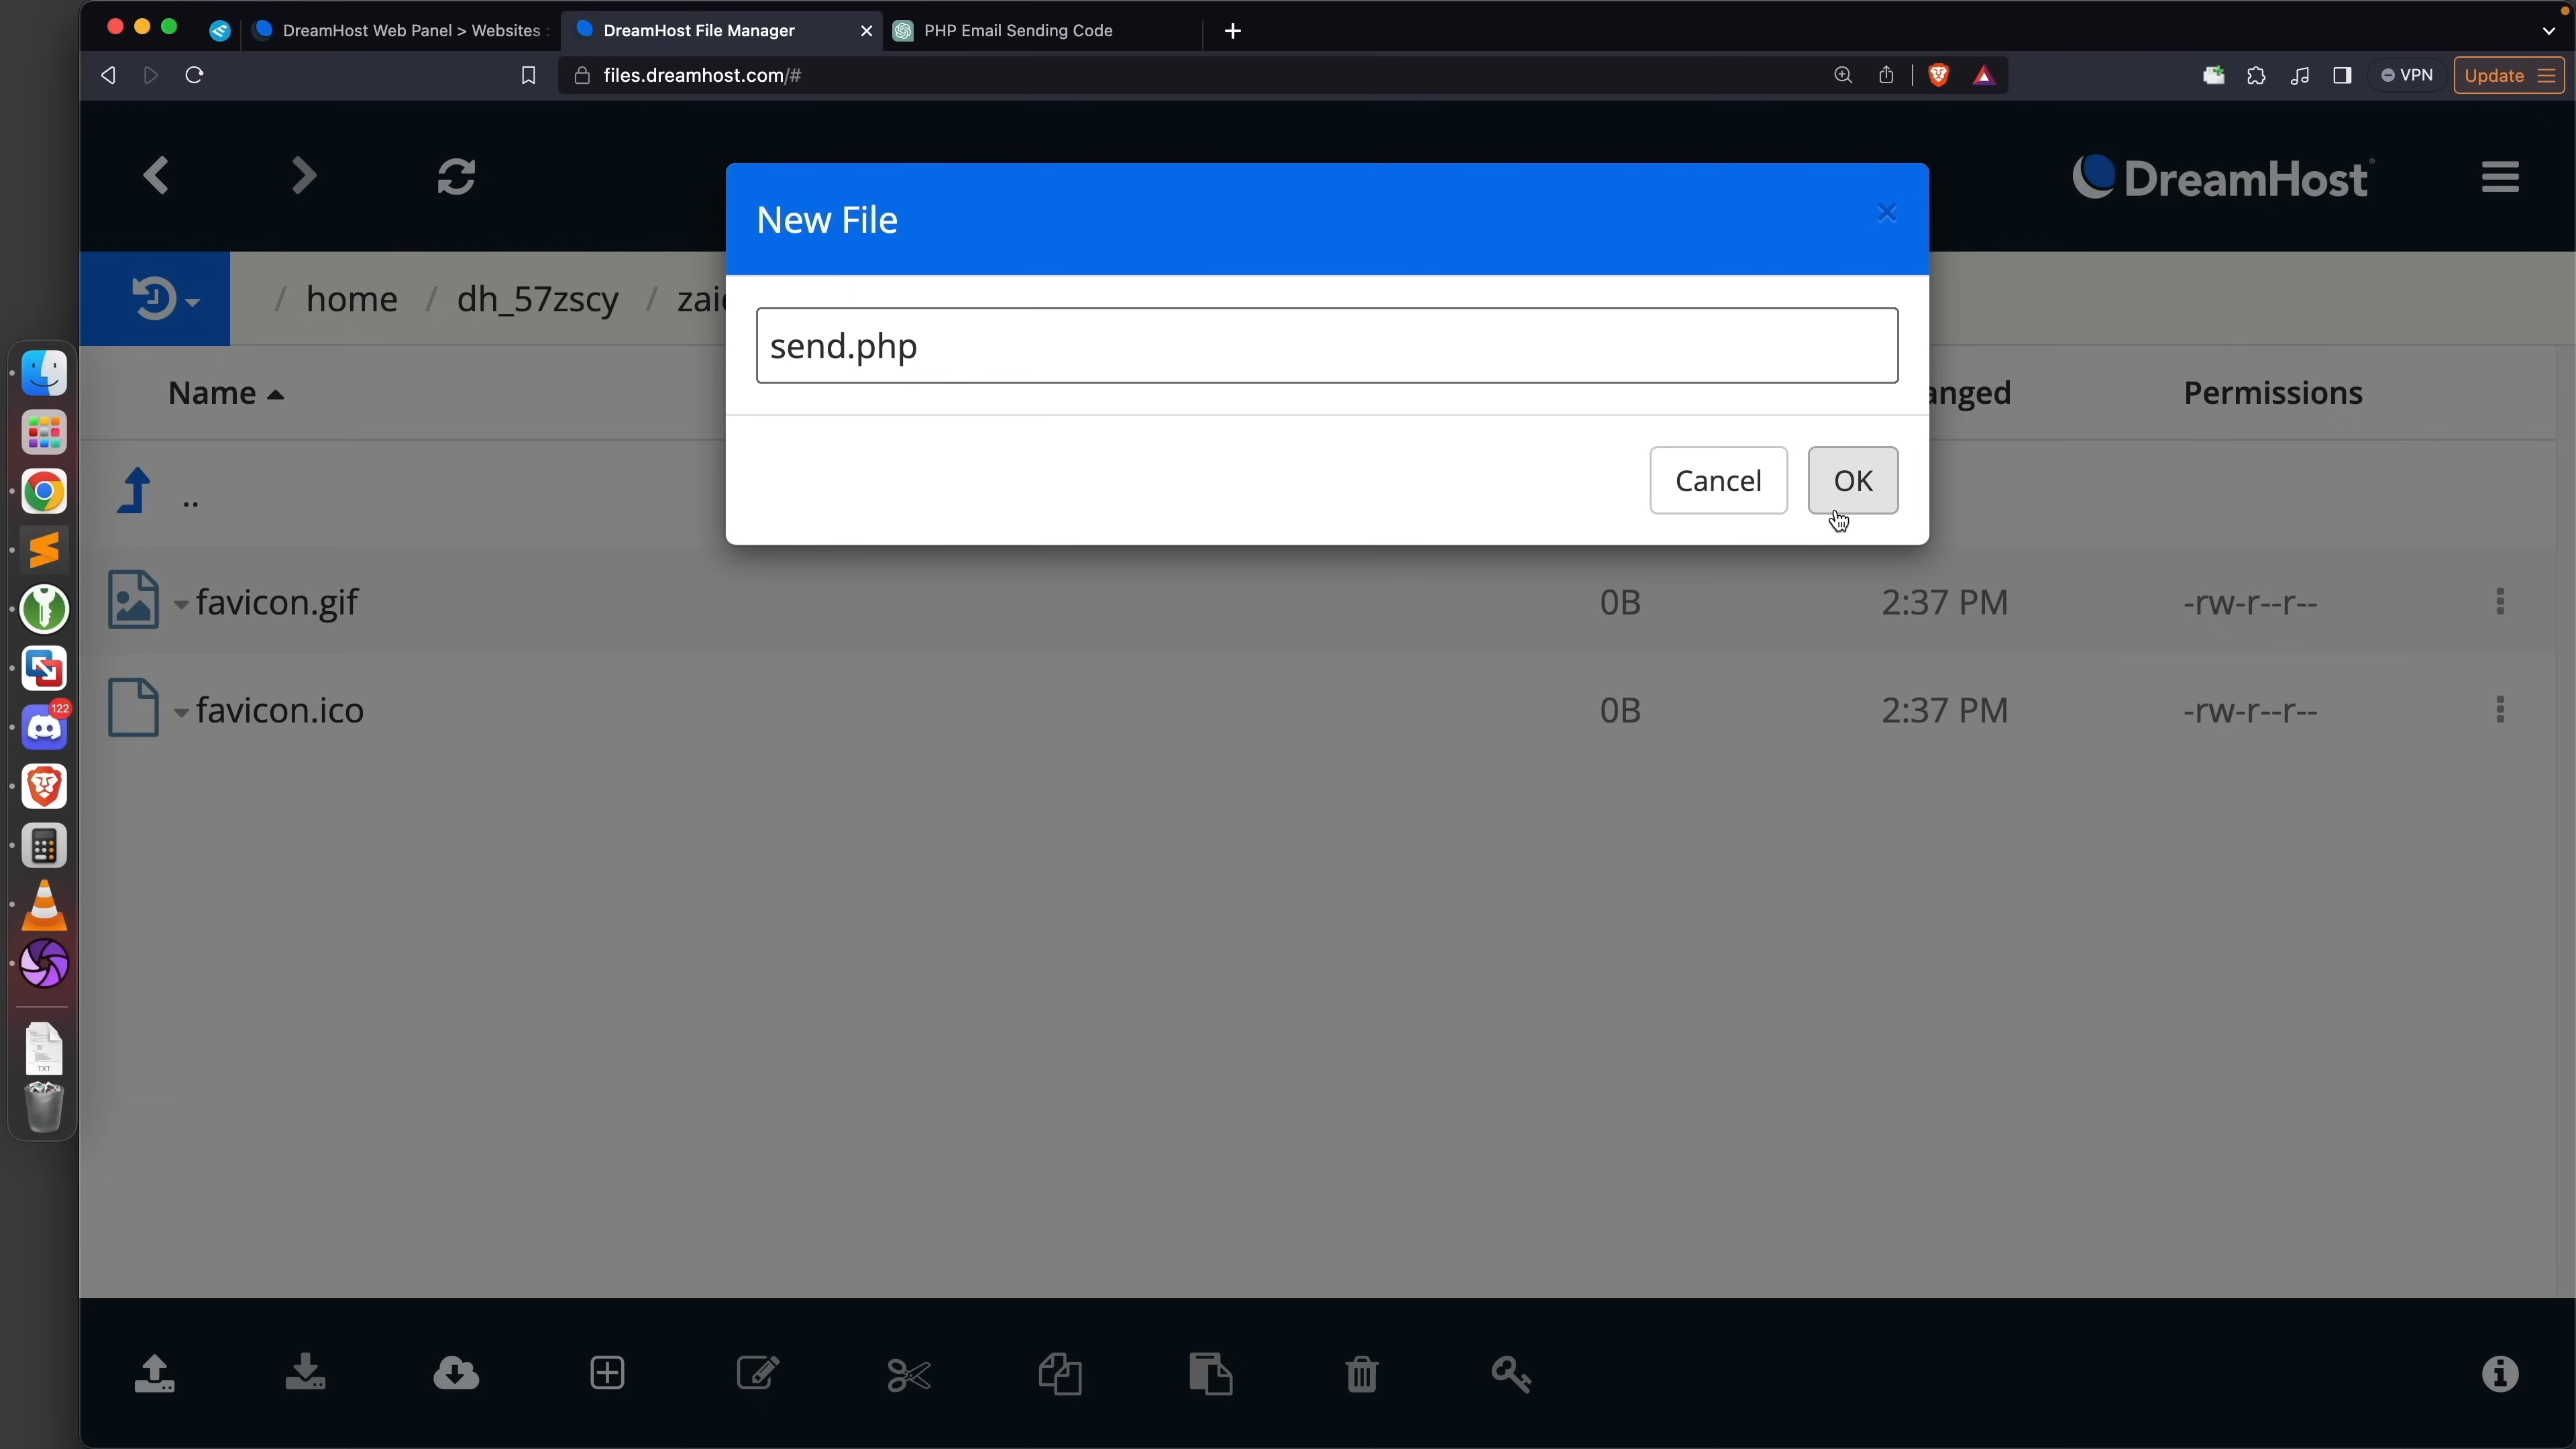 DreamHost Web Panel > Websites :
DreamHost File Manager
PHP Email Sending Code
files.dreamhost.com/#
VPN
Update
DreamHost
New File
/ home / dh_57zscy /
send.php
Name
Permissions
Cancel
OK
..
favicon.gif 0B 2:37 PM -rw-r--r--
favicon.ico 0B 2:37 PM -rw-r--r--
122
TXT